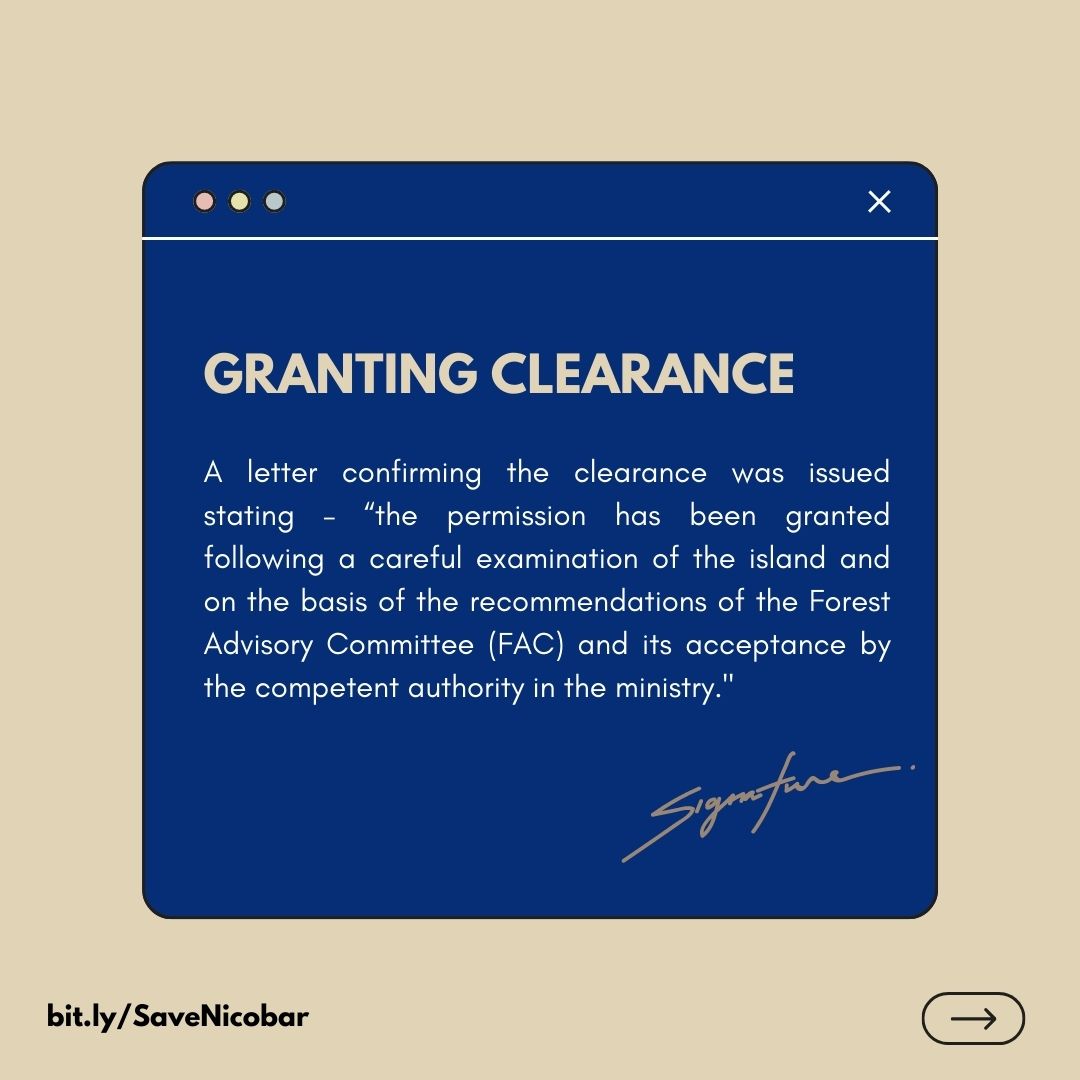 GRANTING CLEARANCE
A letter confirming the clearance was issued
stating – “the permission has been granted
following a careful examination of the island and
on the basis of the recommendations of the Forest
Advisory Committee (FAC) and its acceptance by
the competent authority in the ministry."
Signature
bit.ly/SaveNicobar